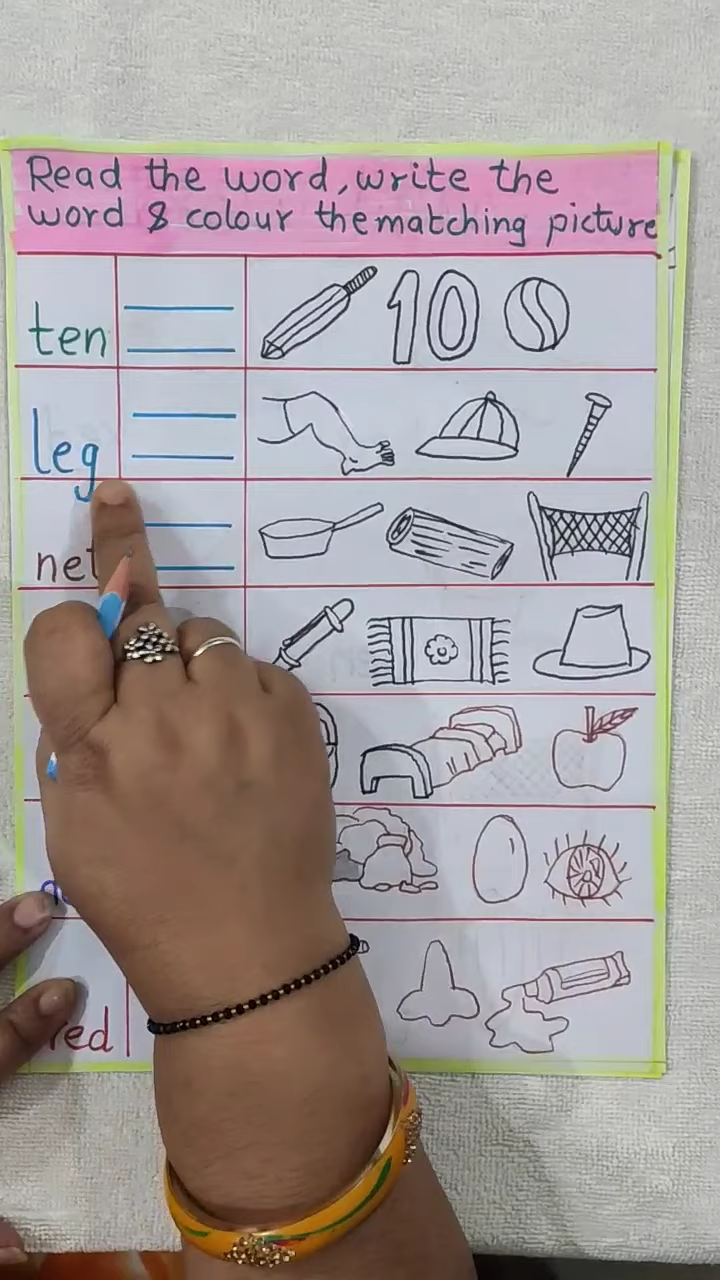 Read the word, write the
word & colour the matching picture
ten
10
leg
net
red